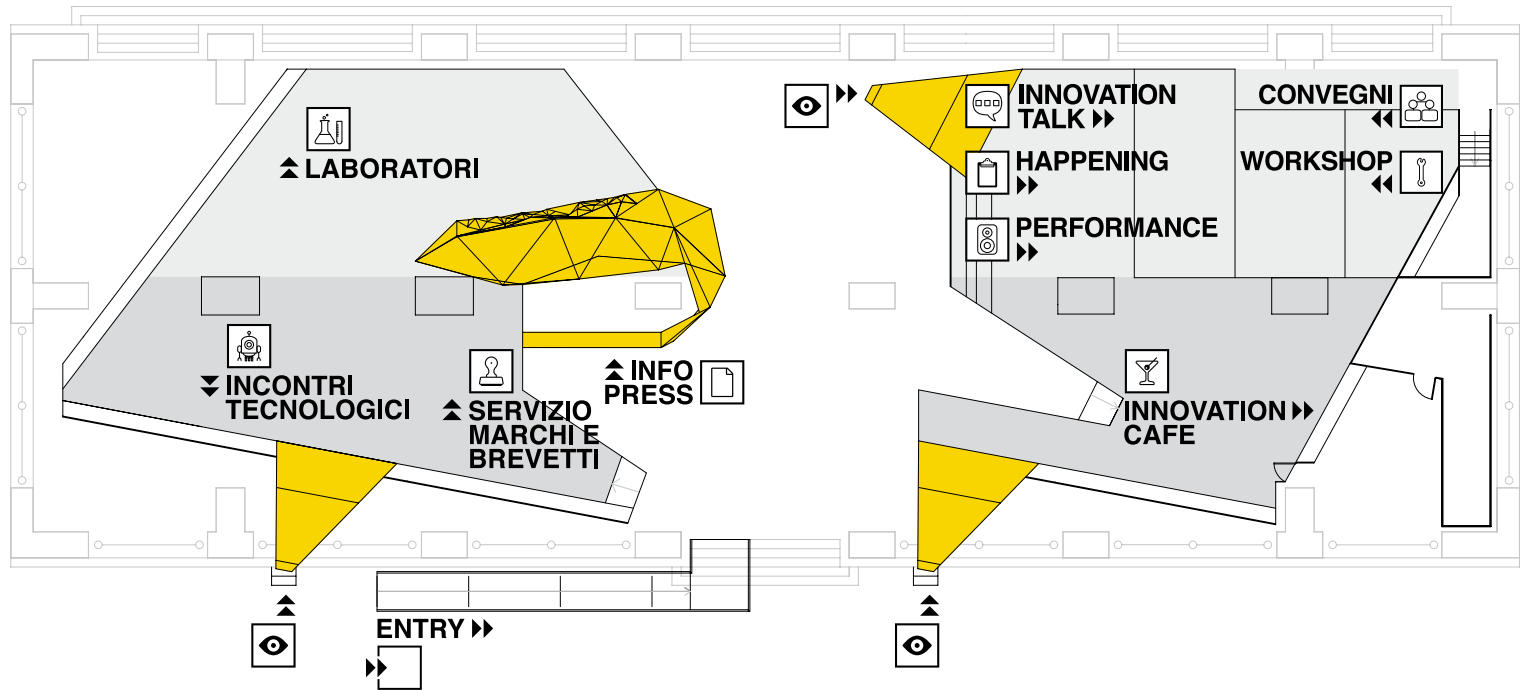 INNOVATION
TALK
CONVEGNI
LABORATORI
HAPPENING
WORKSHOP
PERFORMANCE
INCONTRI
TECNOLOGICI
SERVIZIO
MARCHI E
BREVETTI
INFO
PRESS
INNOVATION
CAFE
ENTRY